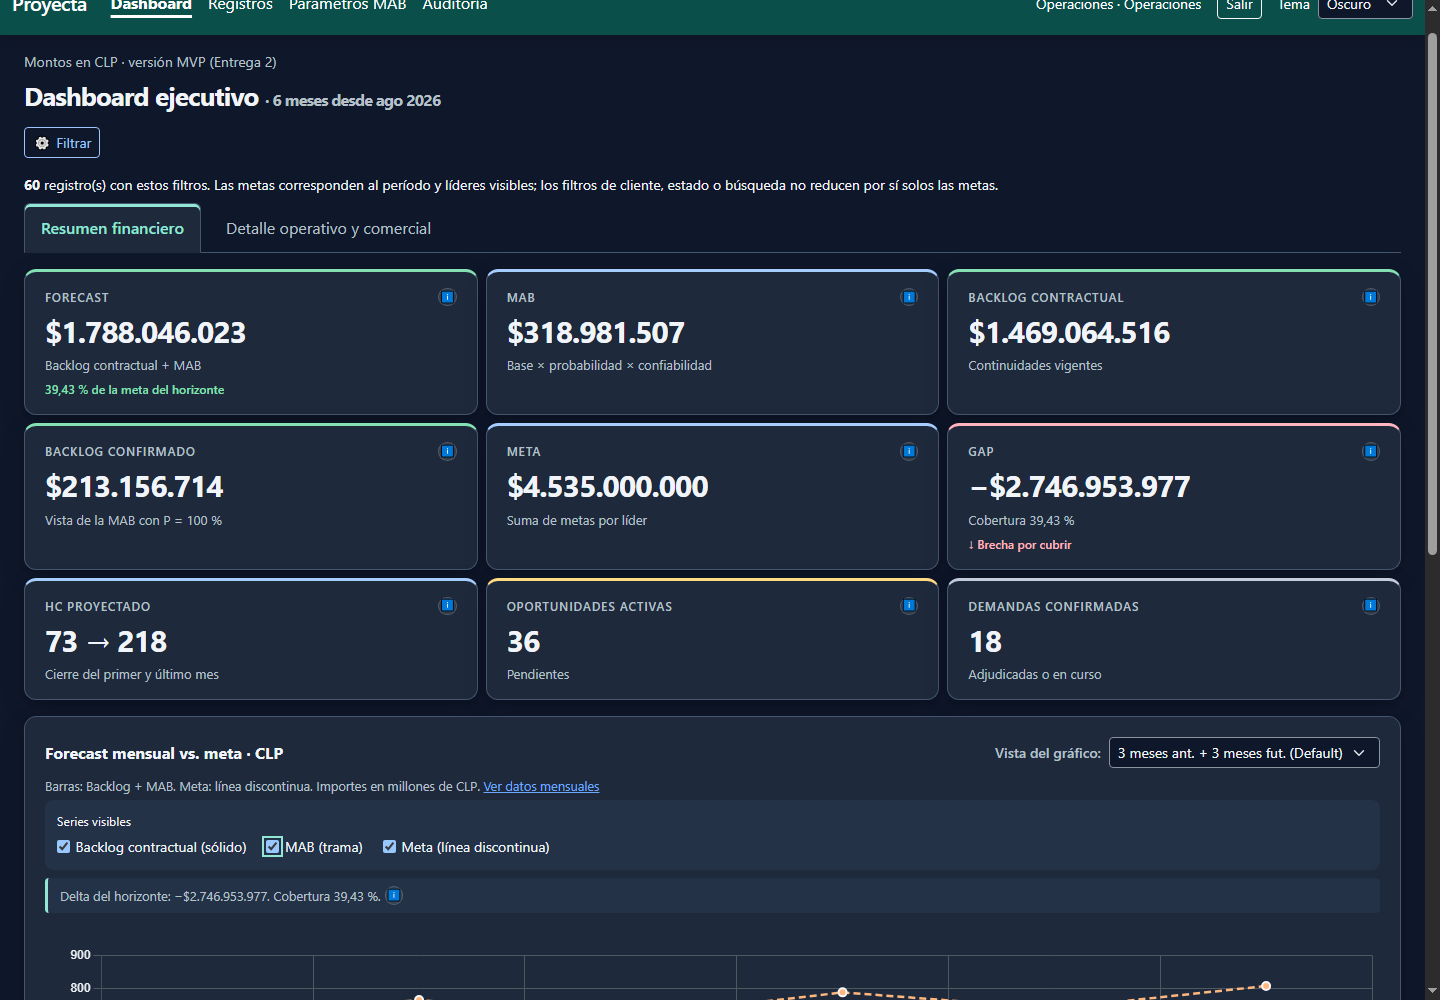 Proyecta Dashboard Registros Parámetros MAB Auditoría Operaciones · Operaciones Salir Tema Oscuro
Montos en CLP · versión MVP (Entrega 2)
Dashboard ejecutivo · 6 meses desde ago 2026
Filtrar
60 registro(s) con estos filtros. Las metas corresponden al período y líderes visibles; los filtros de cliente, estado o búsqueda no reducen por sí solos las metas.
Resumen financiero Detalle operativo y comercial
FORECAST
$1.788.046.023
Backlog contractual + MAB
39,43 % de la meta del horizonte
MAB
$318.981.507
Base × probabilidad × confiabilidad
BACKLOG CONTRACTUAL
$1.469.064.516
Continuidades vigentes
BACKLOG CONFIRMADO
$213.156.714
Vista de la MAB con P = 100 %
META
$4.535.000.000
Suma de metas por líder
GAP
−$2.746.953.977
Cobertura 39,43 %
↓ Brecha por cubrir
HC PROYECTADO
73 → 218
Cierre del primer y último mes
OPORTUNIDADES ACTIVAS
36
Pendientes
DEMANDAS CONFIRMADAS
18
Adjudicadas o en curso
Forecast mensual vs. meta · CLP
Vista del gráfico: 3 meses ant. + 3 meses fut. (Default)
Barras: Backlog + MAB. Meta: línea discontinua. Importes en millones de CLP. Ver datos mensuales
Series visibles
Backlog contractual (sólido) MAB (trama) Meta (línea discontinua)
Delta del horizonte: −$2.746.953.977. Cobertura 39,43 %.
900
800